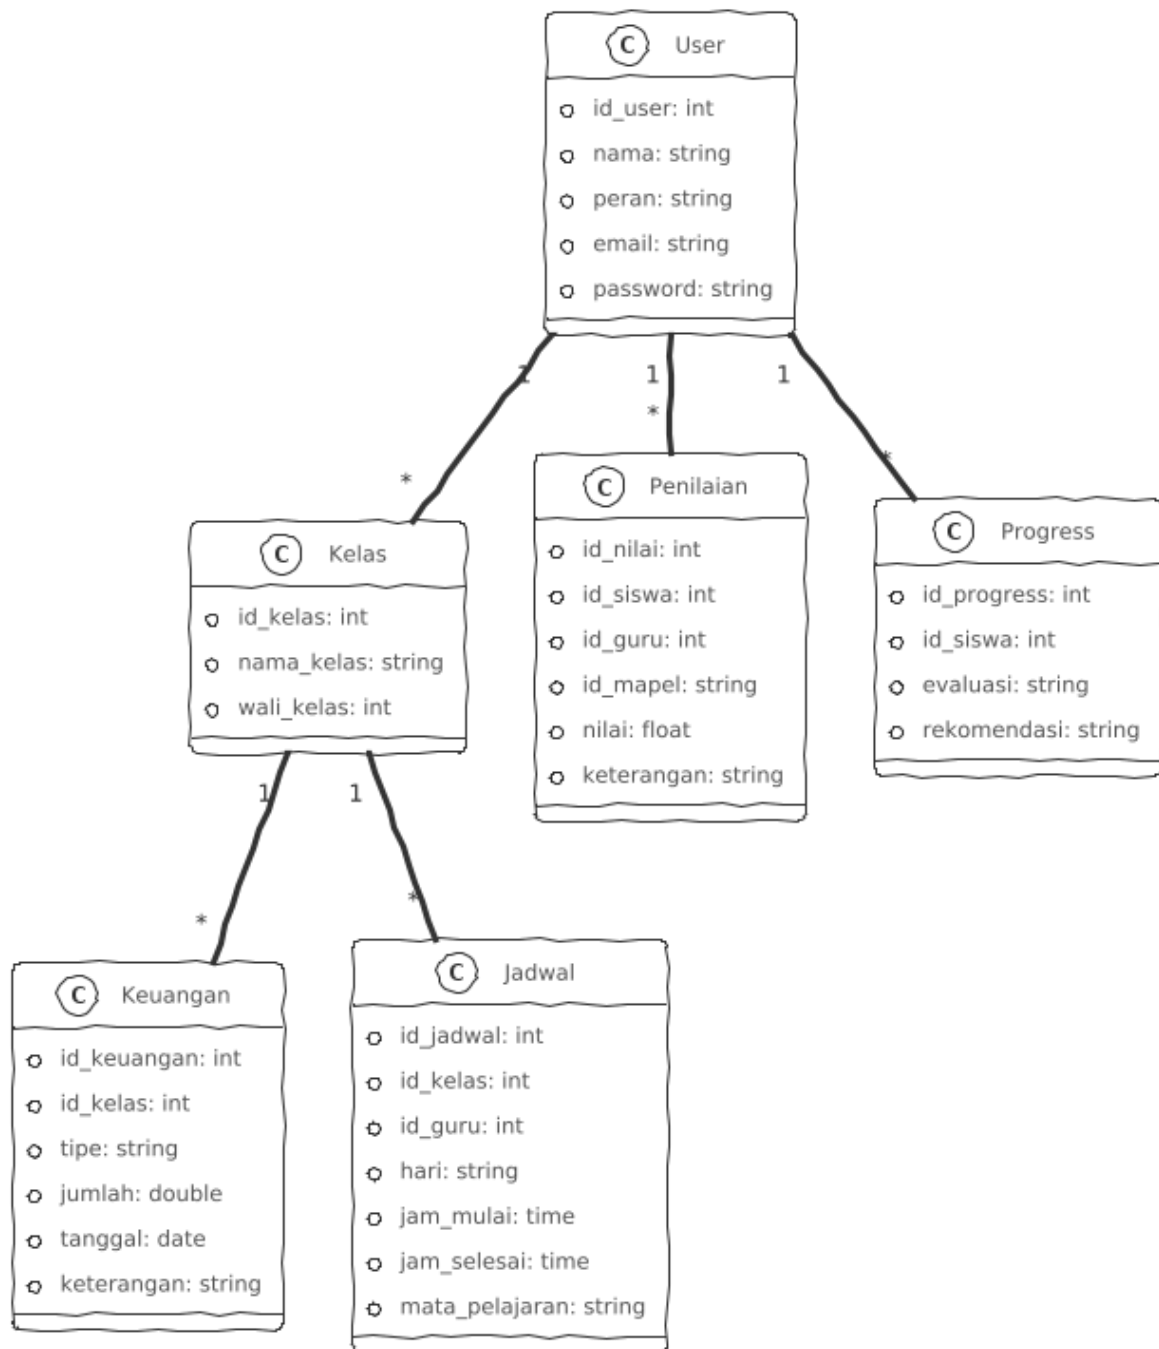 C User
id_user: int
nama: string
peran: string
email: string
password: string
1
1
1
*
*
*
C Kelas
id_kelas: int
nama_kelas: string
wali_kelas: int
C Penilaian
id_nilai: int
id_siswa: int
id_guru: int
id_mapel: string
nilai: float
keterangan: string
C Progress
id_progress: int
id_siswa: int
evaluasi: string
rekomendasi: string
1
1
*
*
C Keuangan
id_keuangan: int
id_kelas: int
tipe: string
jumlah: double
tanggal: date
keterangan: string
C Jadwal
id_jadwal: int
id_kelas: int
id_guru: int
hari: string
jam_mulai: time
jam_selesai: time
mata_pelajaran: string